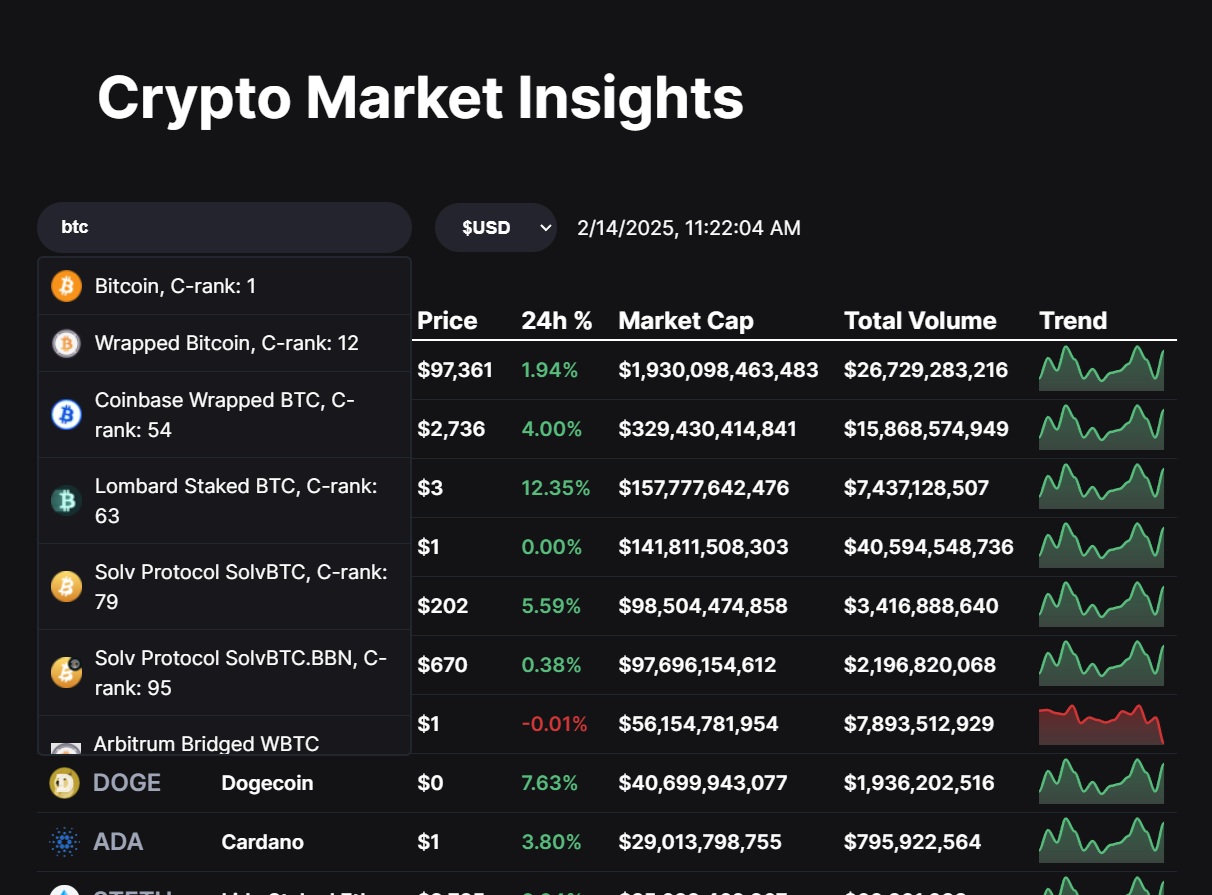 Crypto Market Insights
btc
$USD
2/14/2025, 11:22:04 AM
Bitcoin, C-rank: 1
Wrapped Bitcoin, C-rank: 12
Coinbase Wrapped BTC, C-
rank: 54
Lombard Staked BTC, C-rank:
63
Solv Protocol SolvBTC, C-rank:
79
Solv Protocol SolvBTC.BBN, C-
rank: 95
Arbitrum Bridged WBTC
Price 24h % Market Cap Total Volume Trend
$97,361 1.94% $1,930,098,463,483 $26,729,283,216
$2,736 4.00% $329,430,414,841 $15,868,574,949
$3 12.35% $157,777,642,476 $7,437,128,507
$1 0.00% $141,811,508,303 $40,594,548,736
$202 5.59% $98,504,474,858 $3,416,888,640
$670 0.38% $97,696,154,612 $2,196,820,068
$1 -0.01% $56,154,781,954 $7,893,512,929
DOGE Dogecoin $0 7.63% $40,699,943,077 $1,936,202,516
ADA Cardano $1 3.80% $29,013,798,755 $795,922,564